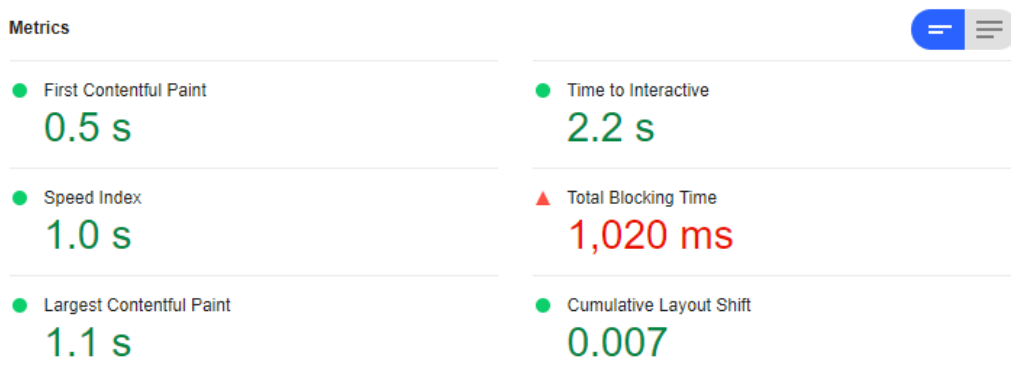 Metrics
First Contentful Paint
0.5 s
Time to Interactive
2.2 s
Speed Index
1.0 s
Total Blocking Time
1,020 ms
Largest Contentful Paint
1.1 s
Cumulative Layout Shift
0.007